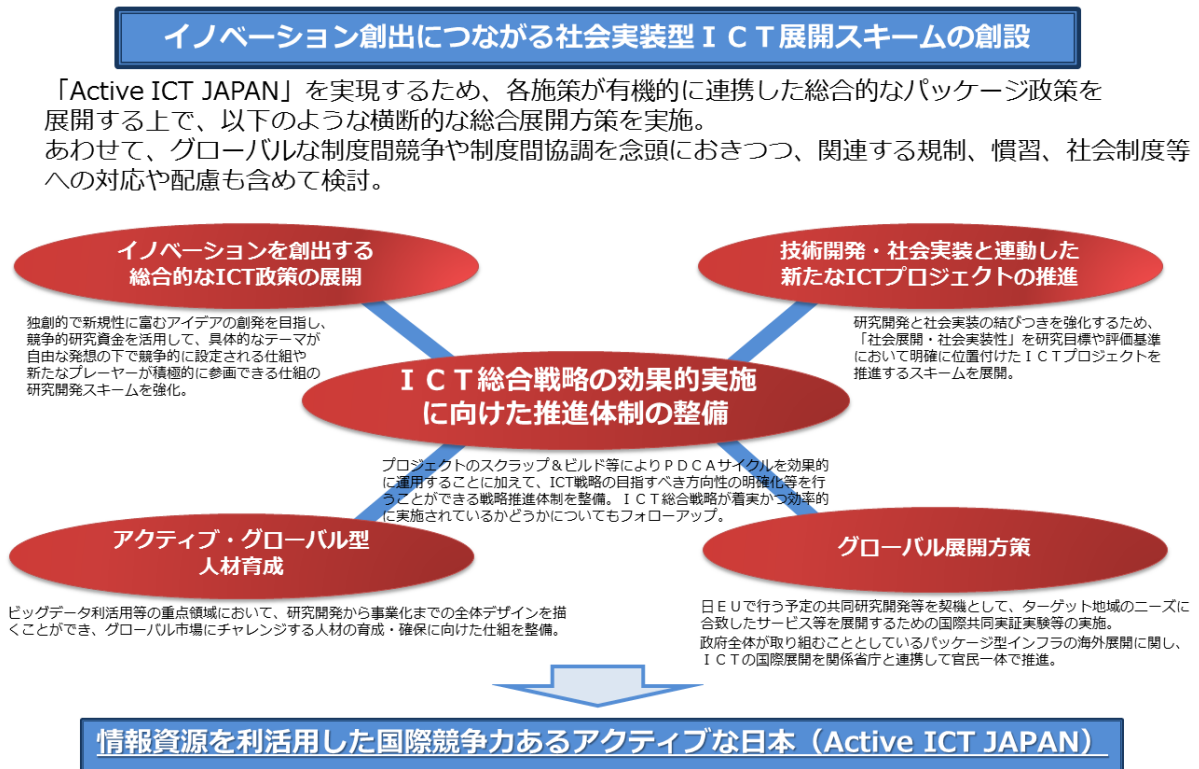 イノベーション創出につながる社会実装型ＩＣＴ展開スキームの創設
「Active ICT JAPAN」を実現するため、各施策が有機的に連携した総合的なパッケージ政策を
展開する上で、以下のような横断的な総合展開方策を実施。
あわせて、グローバルな制度間競争や制度間協調を念頭におきつつ、関連する規制、慣習、社会制度等
への対応や配慮も含めて検討。
イノベーションを創出する
総合的なICT政策の展開
独創的で新規性に富むアイデアの創発を目指し、
競争的研究資金を活用して、具体的なテーマが
自由な発想の下で競争的に設定される仕組や
新たなプレーヤーが積極的に参画できる仕組の
研究開発スキームを強化。
技術開発・社会実装と連動した
新たなICTプロジェクトの推進
研究開発と社会実装の結びつきを強化するため、
「社会展開・社会実装性」を研究目標や評価基準
において明確に位置付けたＩＣＴプロジェクトを
推進するスキームを展開。
ＩＣＴ総合戦略の効果的実施
に向けた推進体制の整備
プロジェクトのスクラップ＆ビルド等によりＰＤＣＡサイクルを効果的
に運用することに加えて、ICT戦略の目指すべき方向性の明確化等を行
うことができる戦略推進体制を整備。ＩＣＴ総合戦略が着実かつ効率的
に実施されているかどうかについてもフォローアップ。
アクティブ・グローバル型
人材育成
ビッグデータ利活用等の重点領域において、研究開発から事業化までの全体デザインを描
くことができ、グローバル市場にチャレンジする人材の育成・確保に向けた仕組を整備。
グローバル展開方策
日ＥＵで行う予定の共同研究開発等を契機として、ターゲット地域のニーズに
合致したサービス等を展開するための国際共同実証実験等の実施。
政府全体が取り組むこととしているパッケージ型インフラの海外展開に関し、
ＩＣＴの国際展開を関係省庁と連携して官民一体で推進。
情報資源を利活用した国際競争力あるアクティブな日本（Active ICT JAPAN）